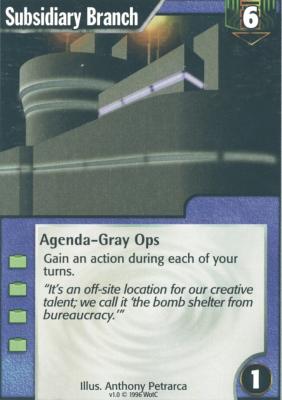 Subsidiary Branch
6
Agenda-Gray Ops
Gain an action during each of your
turns.
"It's an off-site location for our creative
talent; we call it 'the bomb shelter from
bureaucracy.'"
1
Illus. Anthony Petrarca
v1.0 © 1996 WotC